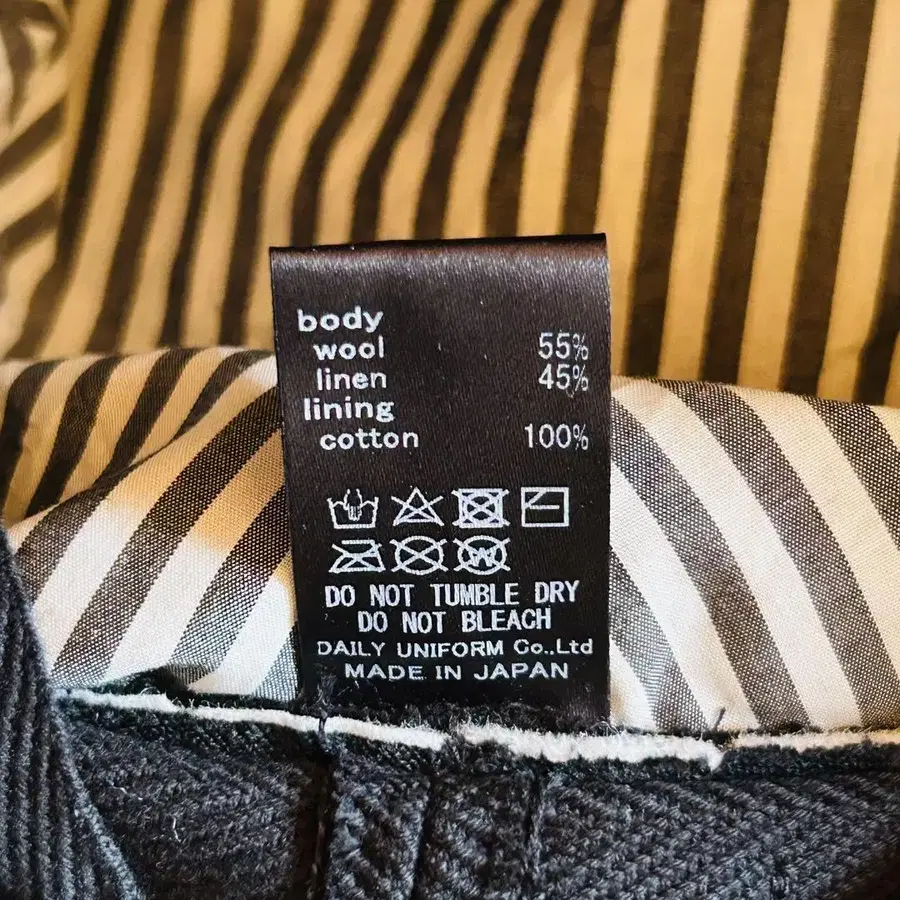 body
wool 55%
linen 45%
lining
cotton 100%
W
DO NOT TUMBLE DRY
DO NOT BLEACH
DAILY UNIFORM Co.,Ltd
MADE IN JAPAN